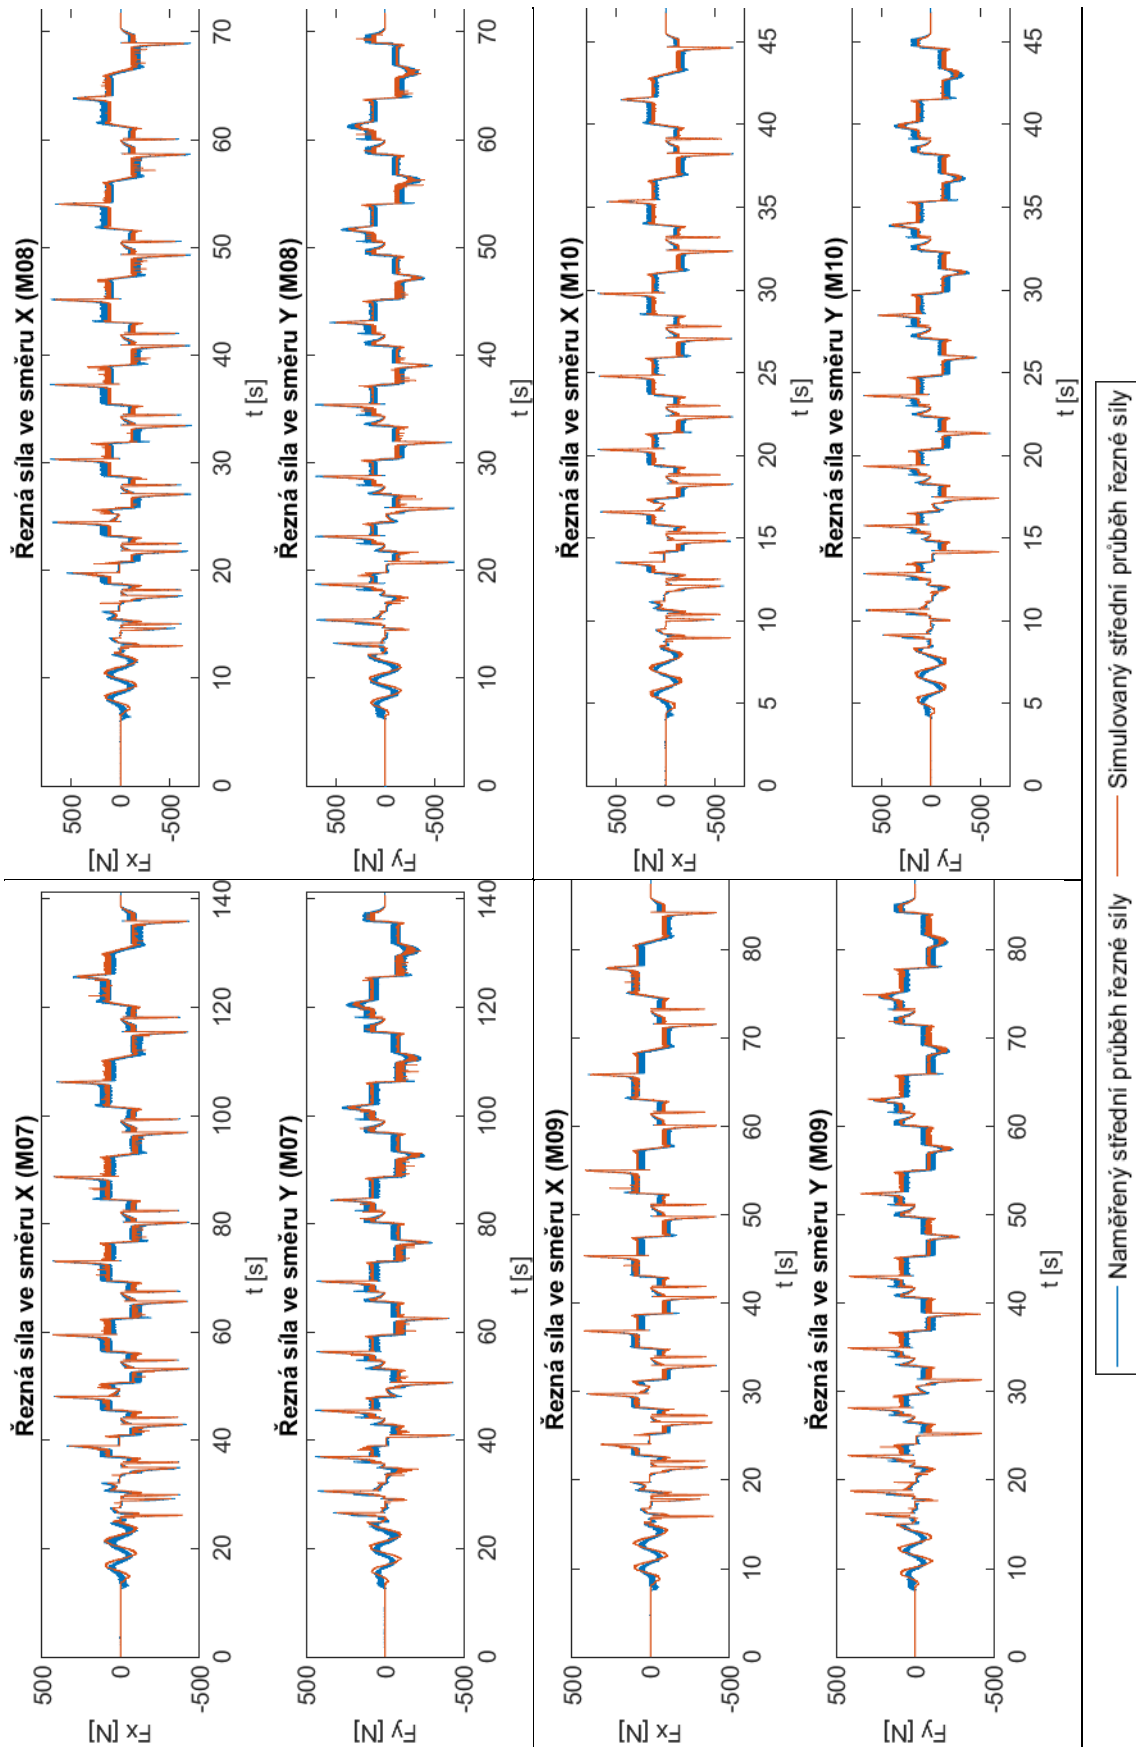 Řezná síla ve směru X (M07)
Fx [N]
500
0
-500
0 20 40 60 80 100 120 140
t [s]
Řezná síla ve směru Y (M07)
Fy [N]
500
0
-500
0 20 40 60 80 100 120 140
t [s]
Řezná síla ve směru X (M08)
Fx [N]
500
0
-500
0 10 20 30 40 50 60 70
t [s]
Řezná síla ve směru Y (M08)
Fy [N]
500
0
-500
0 10 20 30 40 50 60 70
t [s]
Řezná síla ve směru X (M09)
Fx [N]
500
0
-500
0 10 20 30 40 50 60 70 80
t [s]
Řezná síla ve směru Y (M09)
Fy [N]
500
0
-500
0 10 20 30 40 50 60 70 80
t [s]
Řezná síla ve směru X (M10)
Fx [N]
500
0
-500
0 5 10 15 20 25 30 35 40 45
t [s]
Řezná síla ve směru Y (M10)
Fy [N]
500
0
-500
0 5 10 15 20 25 30 35 40 45
t [s]
Naměřený střední průběh řezné síly Simulovaný střední průběh řezné síly